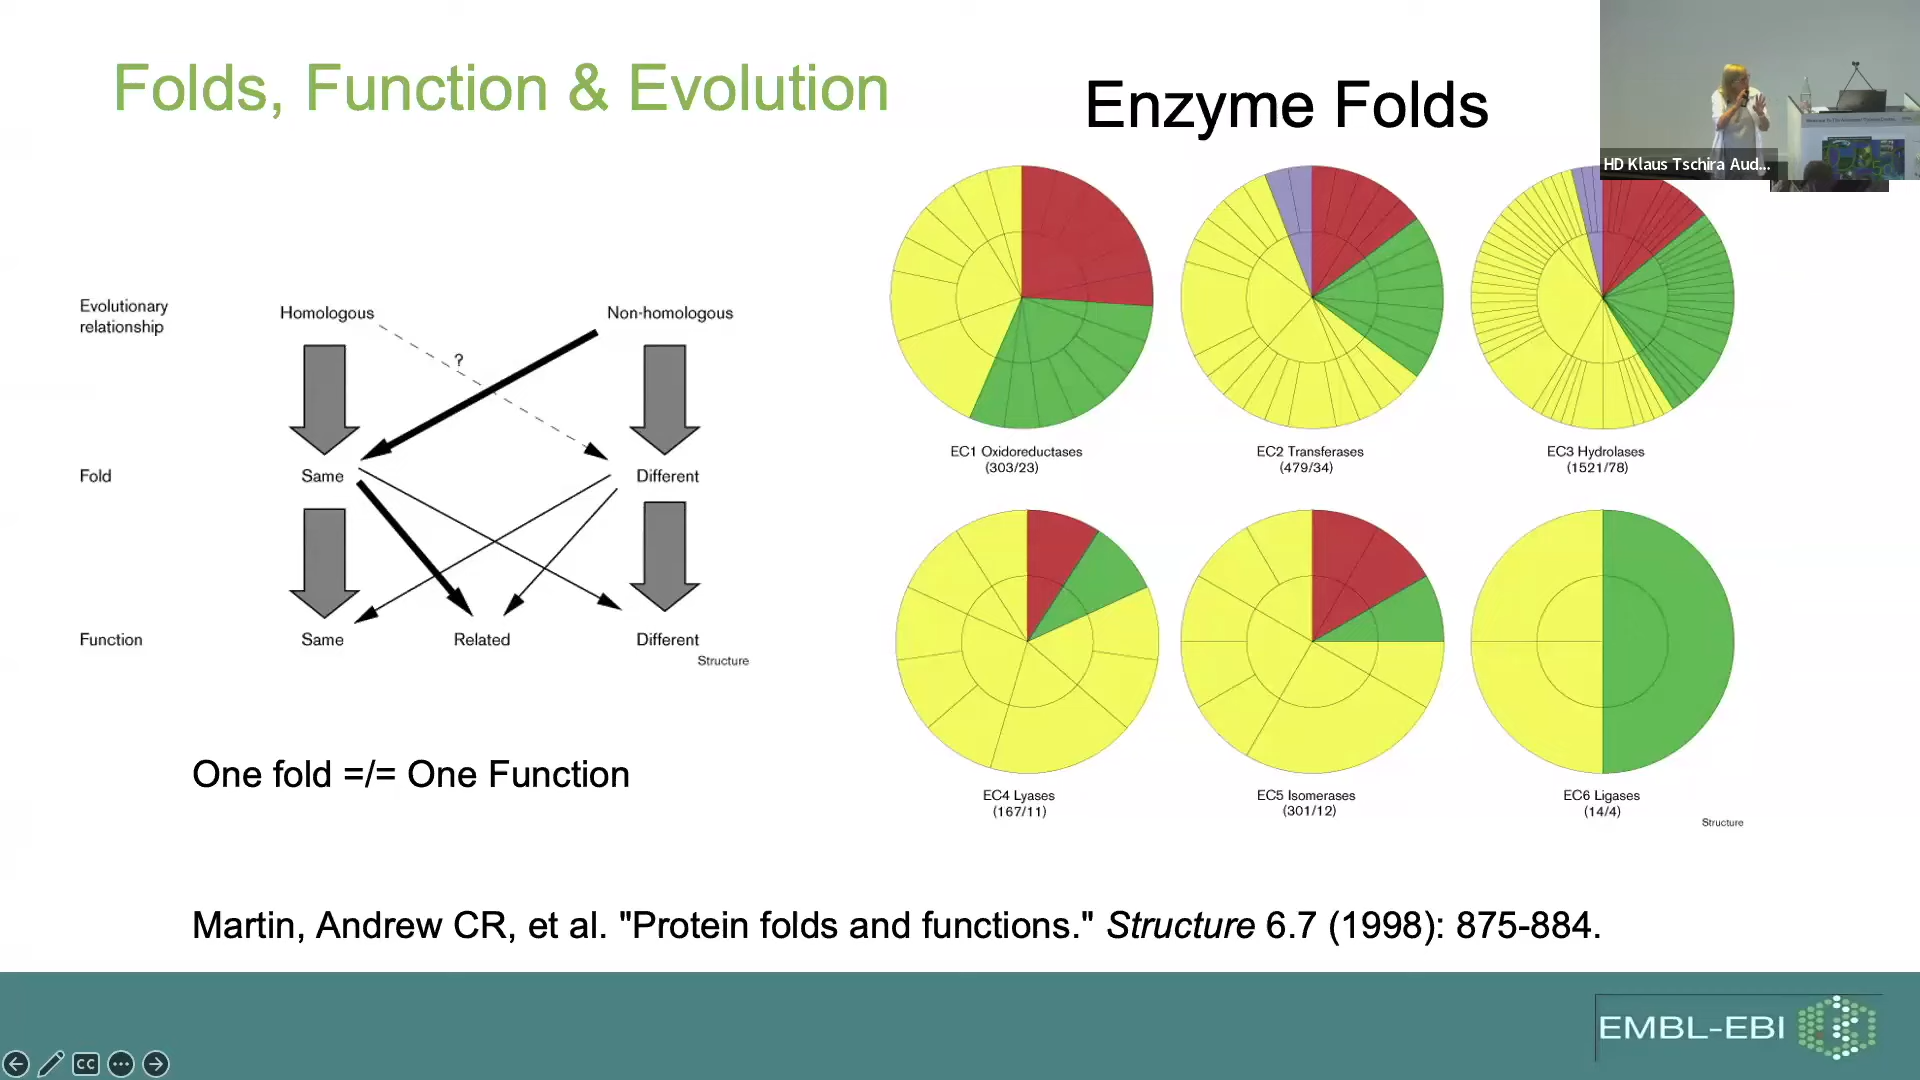 Folds, Function & Evolution
Enzyme Folds
HD Klaus Tschira Aud...
Evolutionary
relationship
Homologous
Non-homologous
?
Fold
Same
Different
Function
Same
Related
Different
Structure
EC1 Oxidoreductases
(303/23)
EC2 Transferases
(479/34)
EC3 Hydrolases
(1521/78)
EC4 Lyases
(167/11)
EC5 Isomerases
(301/12)
EC6 Ligases
(14/4)
Structure
One fold =/= One Function
Martin, Andrew CR, et al. "Protein folds and functions." Structure 6.7 (1998): 875-884.
EMBL-EBI
CC